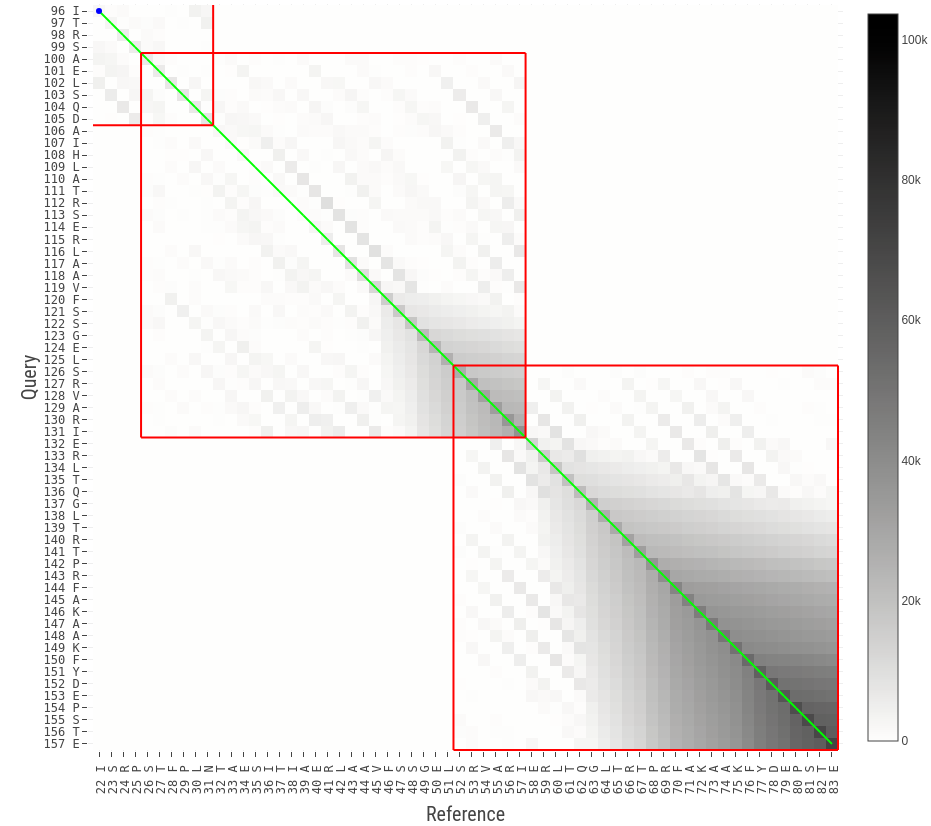 96 I
97 T
98 R
99 S
100 A
101 E
102 L
103 S
104 Q
105 D
106 A
107 I
108 H
109 L
110 A
111 T
112 R
113 S
114 E
115 R
116 L
117 A
118 A
119 V
120 F
121 S
122 S
123 G
124 E
125 L
126 S
127 R
128 V
129 A
130 R
131 I
132 E
133 R
134 L
135 T
136 Q
137 G
138 L
139 T
140 R
141 T
142 P
143 R
144 F
145 A
146 K
147 A
148 A
149 K
150 F
151 Y
152 D
153 E
154 P
155 S
156 T
157 E
Query
22 I
23 S
24 R
25 P
26 S
27 T
28 F
29 P
30 L
31 N
32 T
33 A
34 E
35 S
36 I
37 T
38 I
39 A
40 E
41 R
42 L
43 A
44 A
45 V
46 F
47 S
48 S
49 G
50 E
51 L
52 S
53 R
54 V
55 A
56 R
57 I
58 E
59 R
60 L
61 T
62 Q
63 G
64 L
65 T
66 R
67 T
68 P
69 R
70 F
71 A
72 K
73 A
74 A
75 K
76 F
77 Y
78 D
79 E
80 P
81 S
82 T
83 E
Reference
100k
80k
60k
40k
20k
0